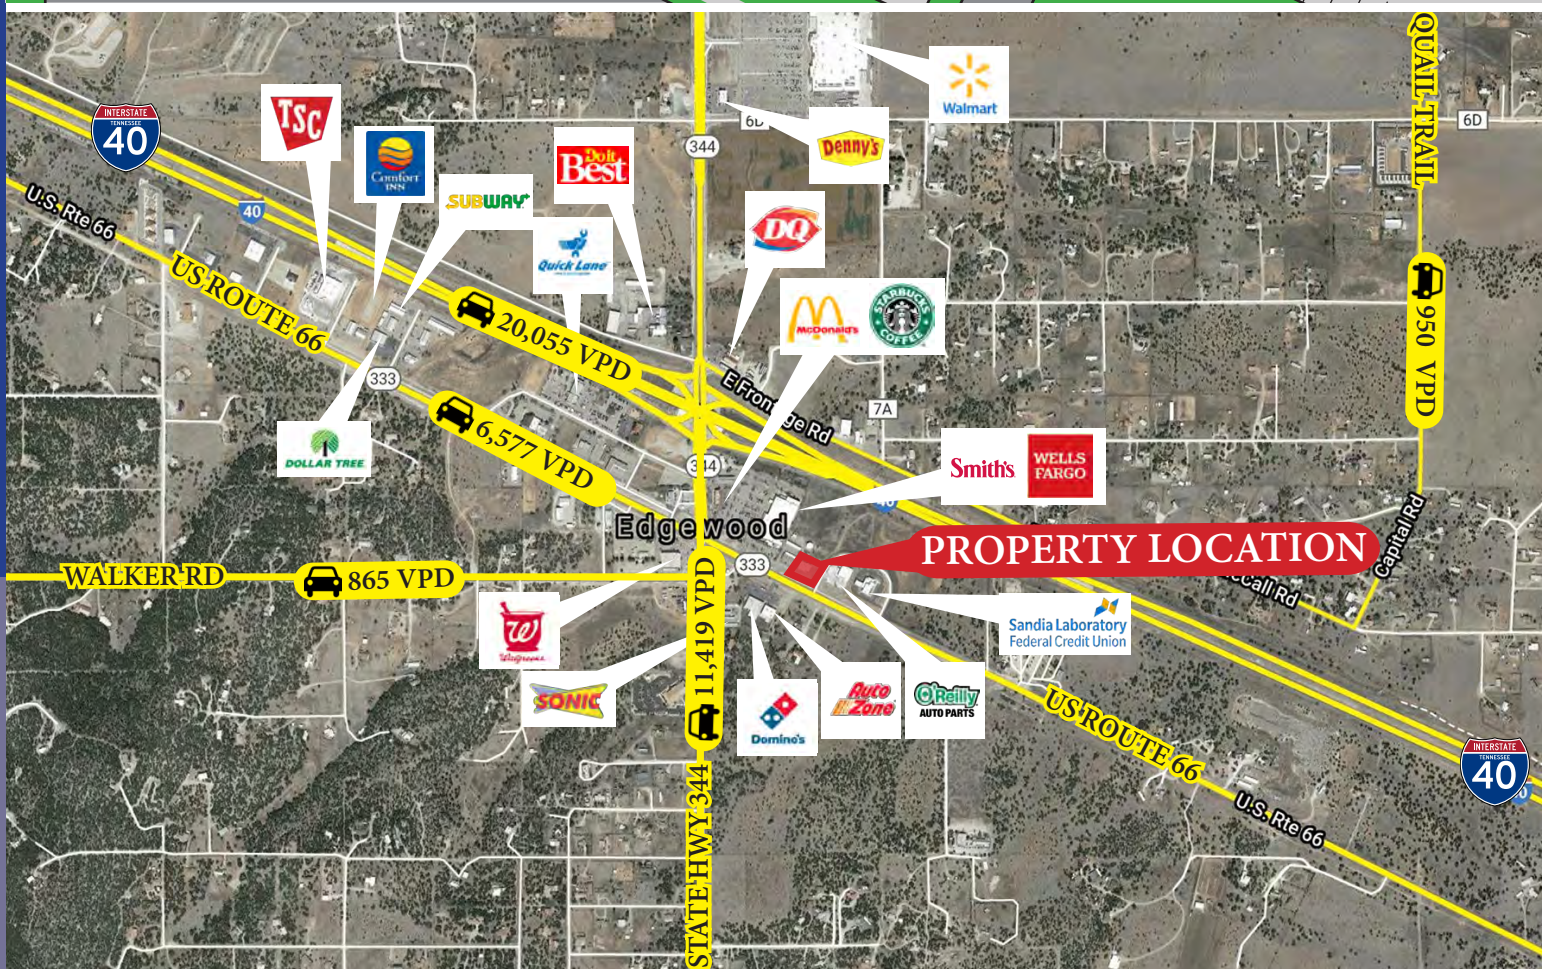 QUAIL TRAIL
Walmart
6D
6D
INTERSTATE
TENNESSEE
40
TSC
344
Denny's
Comfort
INN
Do it
Best
SUBWAY
U.S. Rte 66
40
DQ
Quick Lane
US ROUTE 66
20,055 VPD
McDonald's
STARBUCKS
COFFEE
950 VPD
333
E Frontage Rd
7A
6,577 VPD
DOLLAR TREE
344
Smith's
WELLS
FARGO
40
Edgewood
PROPERTY LOCATION
Capital Rd
WALKER RD
865 VPD
333
11,419 VPD
W
Walgreens
Sandia Laboratory
Federal Credit Union
SONIC
Domino's
Auto
Zone
O'Reilly
AUTO PARTS
US ROUTE 66
INTERSTATE
TENNESSEE
40
STATE HWY 344
U.S. Rte 66